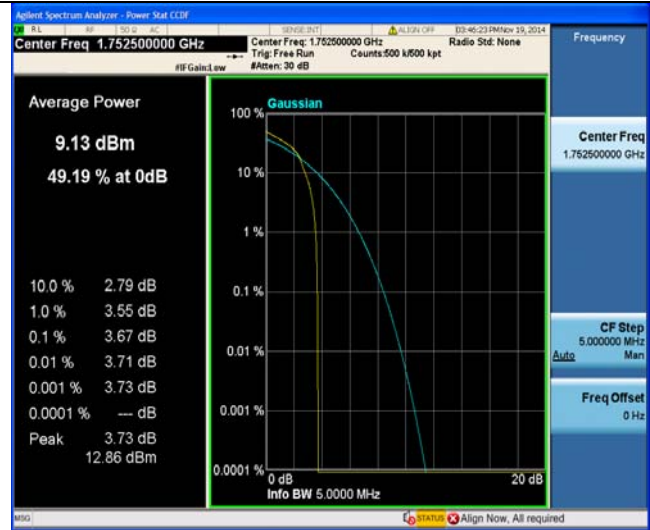 Agilent Spectrum Analyzer - Power Stat CCDF
RL RF 50 Ω AC SENSE:INT ALIGN OFF 03:46:23 PM Nov 19, 2014
Center Freq 1.752500000 GHz
Center Freq: 1.752500000 GHz Radio Std: None
Trig: Free Run Counts:500 k/500 kpt
#IFGain:Low #Atten: 30 dB
Frequency
Average Power
9.13 dBm
49.19 % at 0dB
10.0 % 2.79 dB
1.0 % 3.55 dB
0.1 % 3.67 dB
0.01 % 3.71 dB
0.001 % 3.73 dB
0.0001 % --- dB
Peak 3.73 dB
12.86 dBm
Gaussian
100 %
10 %
1 %
0.1 %
0.01 %
0.001 %
0.0001 %
0 dB 20 dB
Info BW 5.0000 MHz
Center Freq
1.752500000 GHz
CF Step
5.000000 MHz
Auto Man
Freq Offset
0 Hz
MSG STATUS Align Now, All required